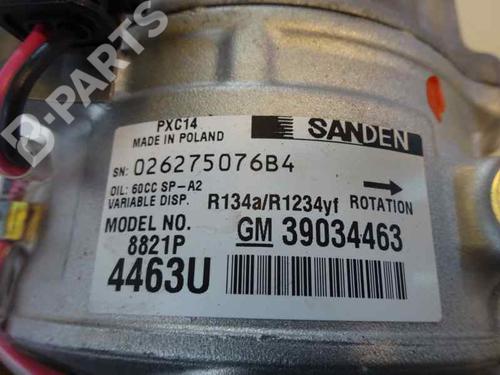 PXC14
MADE IN POLAND
SANDEN
SN: 026275076B4
OIL: 60CC SP-A2
VARIABLE DISP.
R134a/R1234yf
ROTATION
MODEL NO.
8821P
GM 39034463
4463U
B-PARTS